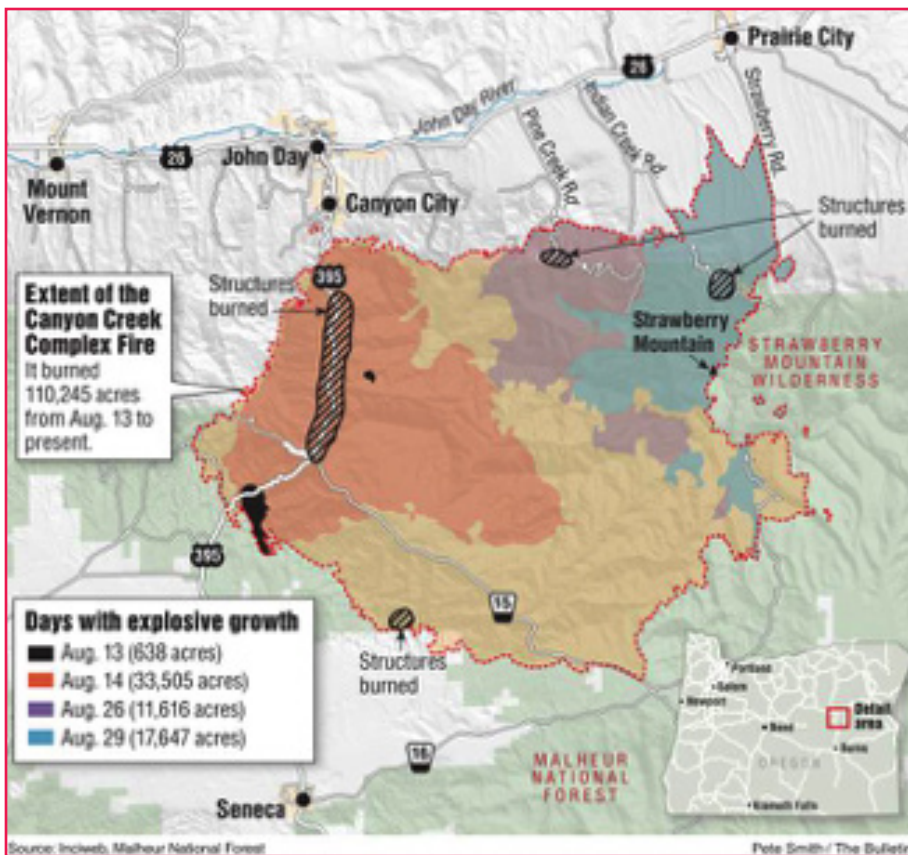 Prairie City
26
Strawberry Rd.
Indian Creek Rd.
Pine Creek Rd.
John Day River
John Day
26
Mount
Vernon
Canyon City
Structures
burned
395
Structures
burned
Extent of the
Canyon Creek
Complex Fire
It burned
110,245 acres
from Aug. 13 to
present.
Strawberry
Mountain
STRAWBERRY
MOUNTAIN
WILDERNESS
395
15
Days with explosive growth
Aug. 13 (638 acres)
Aug. 14 (33,505 acres)
Aug. 26 (11,616 acres)
Aug. 29 (17,647 acres)
Structures
burned
Portland
Salem
Newport
Bend
Detail
area
Burns
OREGON
Klamath Falls
16
MALHEUR
NATIONAL
FOREST
Seneca
Source: Inciweb, Malheur National Forest
Pete Smith / The Bulletin